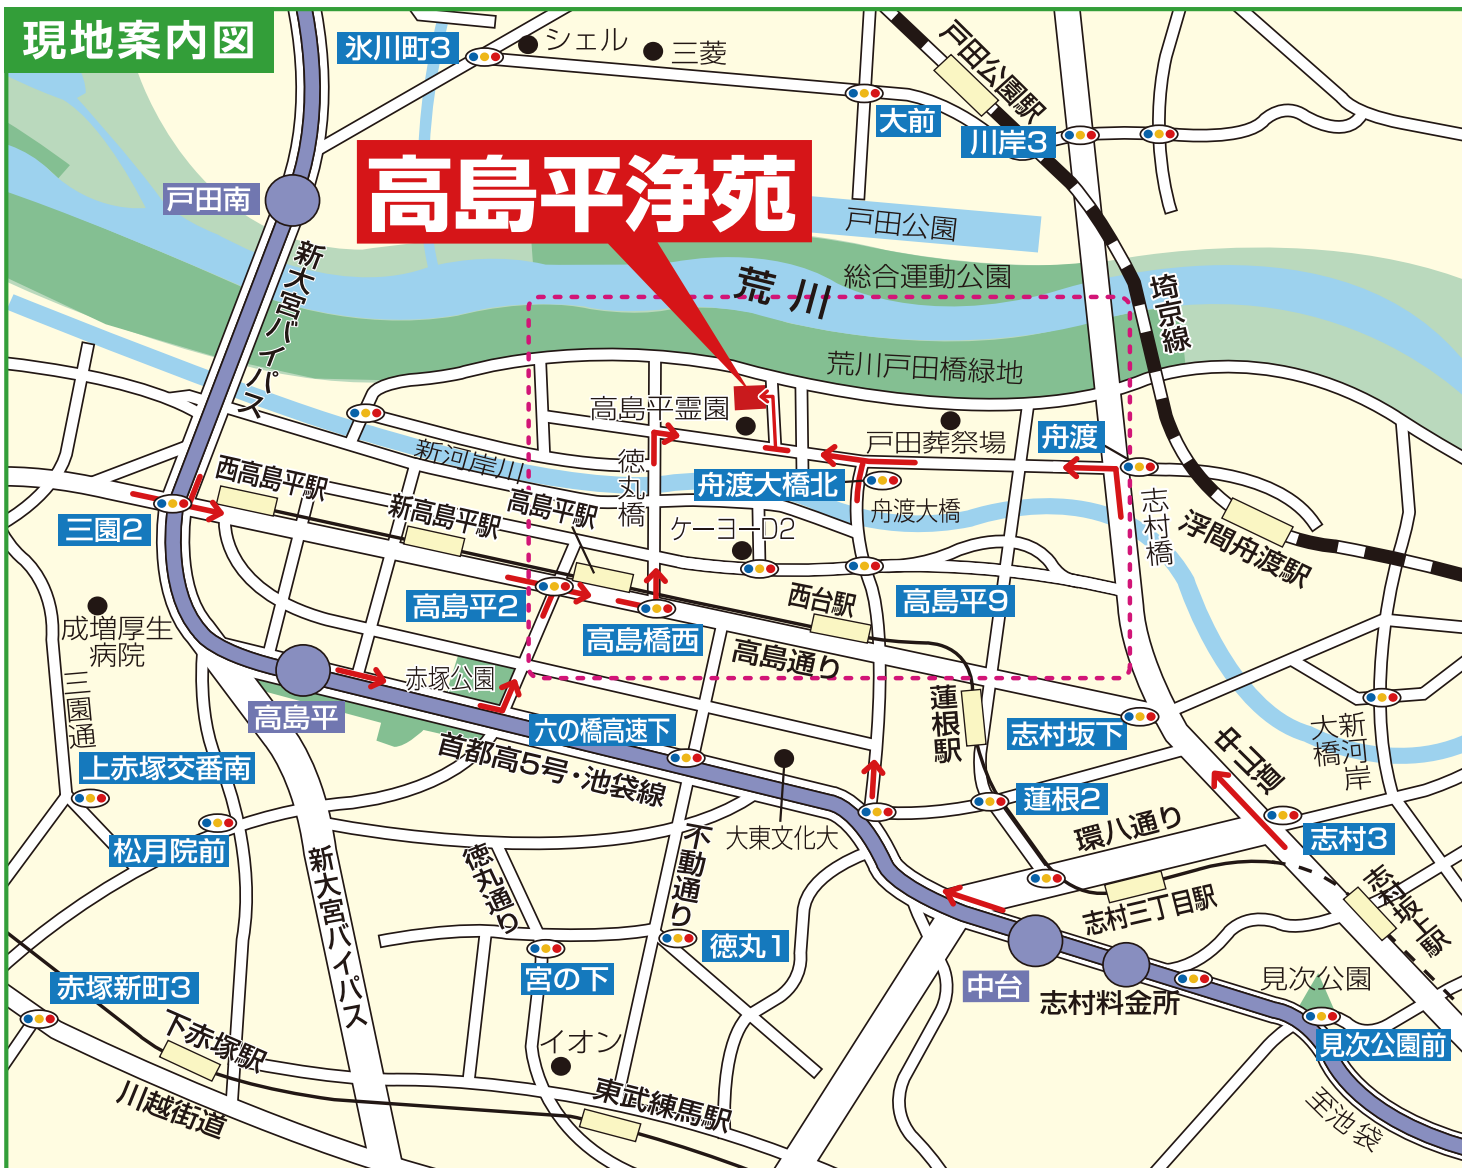 現地案内図
氷川町3
シェル
三菱
戸田公園駅
大前
川岸3
高島平浄苑
戸田南
戸田公園
新大宮バイパス
荒川
総合運動公園
埼京線
荒川戸田橋緑地
高島平霊園
戸田葬祭場
舟渡
新河岸川
徳丸橋
舟渡大橋北
舟渡大橋
志村橋
西高島平駅
新高島平駅
高島平駅
三園2
ケーヨーD2
浮間舟渡駅
高島平2
西台駅
高島平9
成増厚生
病院
高島橋西
高島通り
赤塚公園
三園通
高島平
六の橋高速下
蓮根駅
志村坂下
中山道
新河岸
大橋
首都高5号・池袋線
上赤塚交番南
蓮根2
環八通り
志村3
松月院前
大東文化大
不動通り
徳丸通り
新大宮バイパス
志村三丁目駅
志村坂上駅
徳丸1
宮の下
中台
志村料金所
見次公園
赤塚新町3
見次公園前
下赤塚駅
イオン
川越街道
東武練馬駅
至池袋